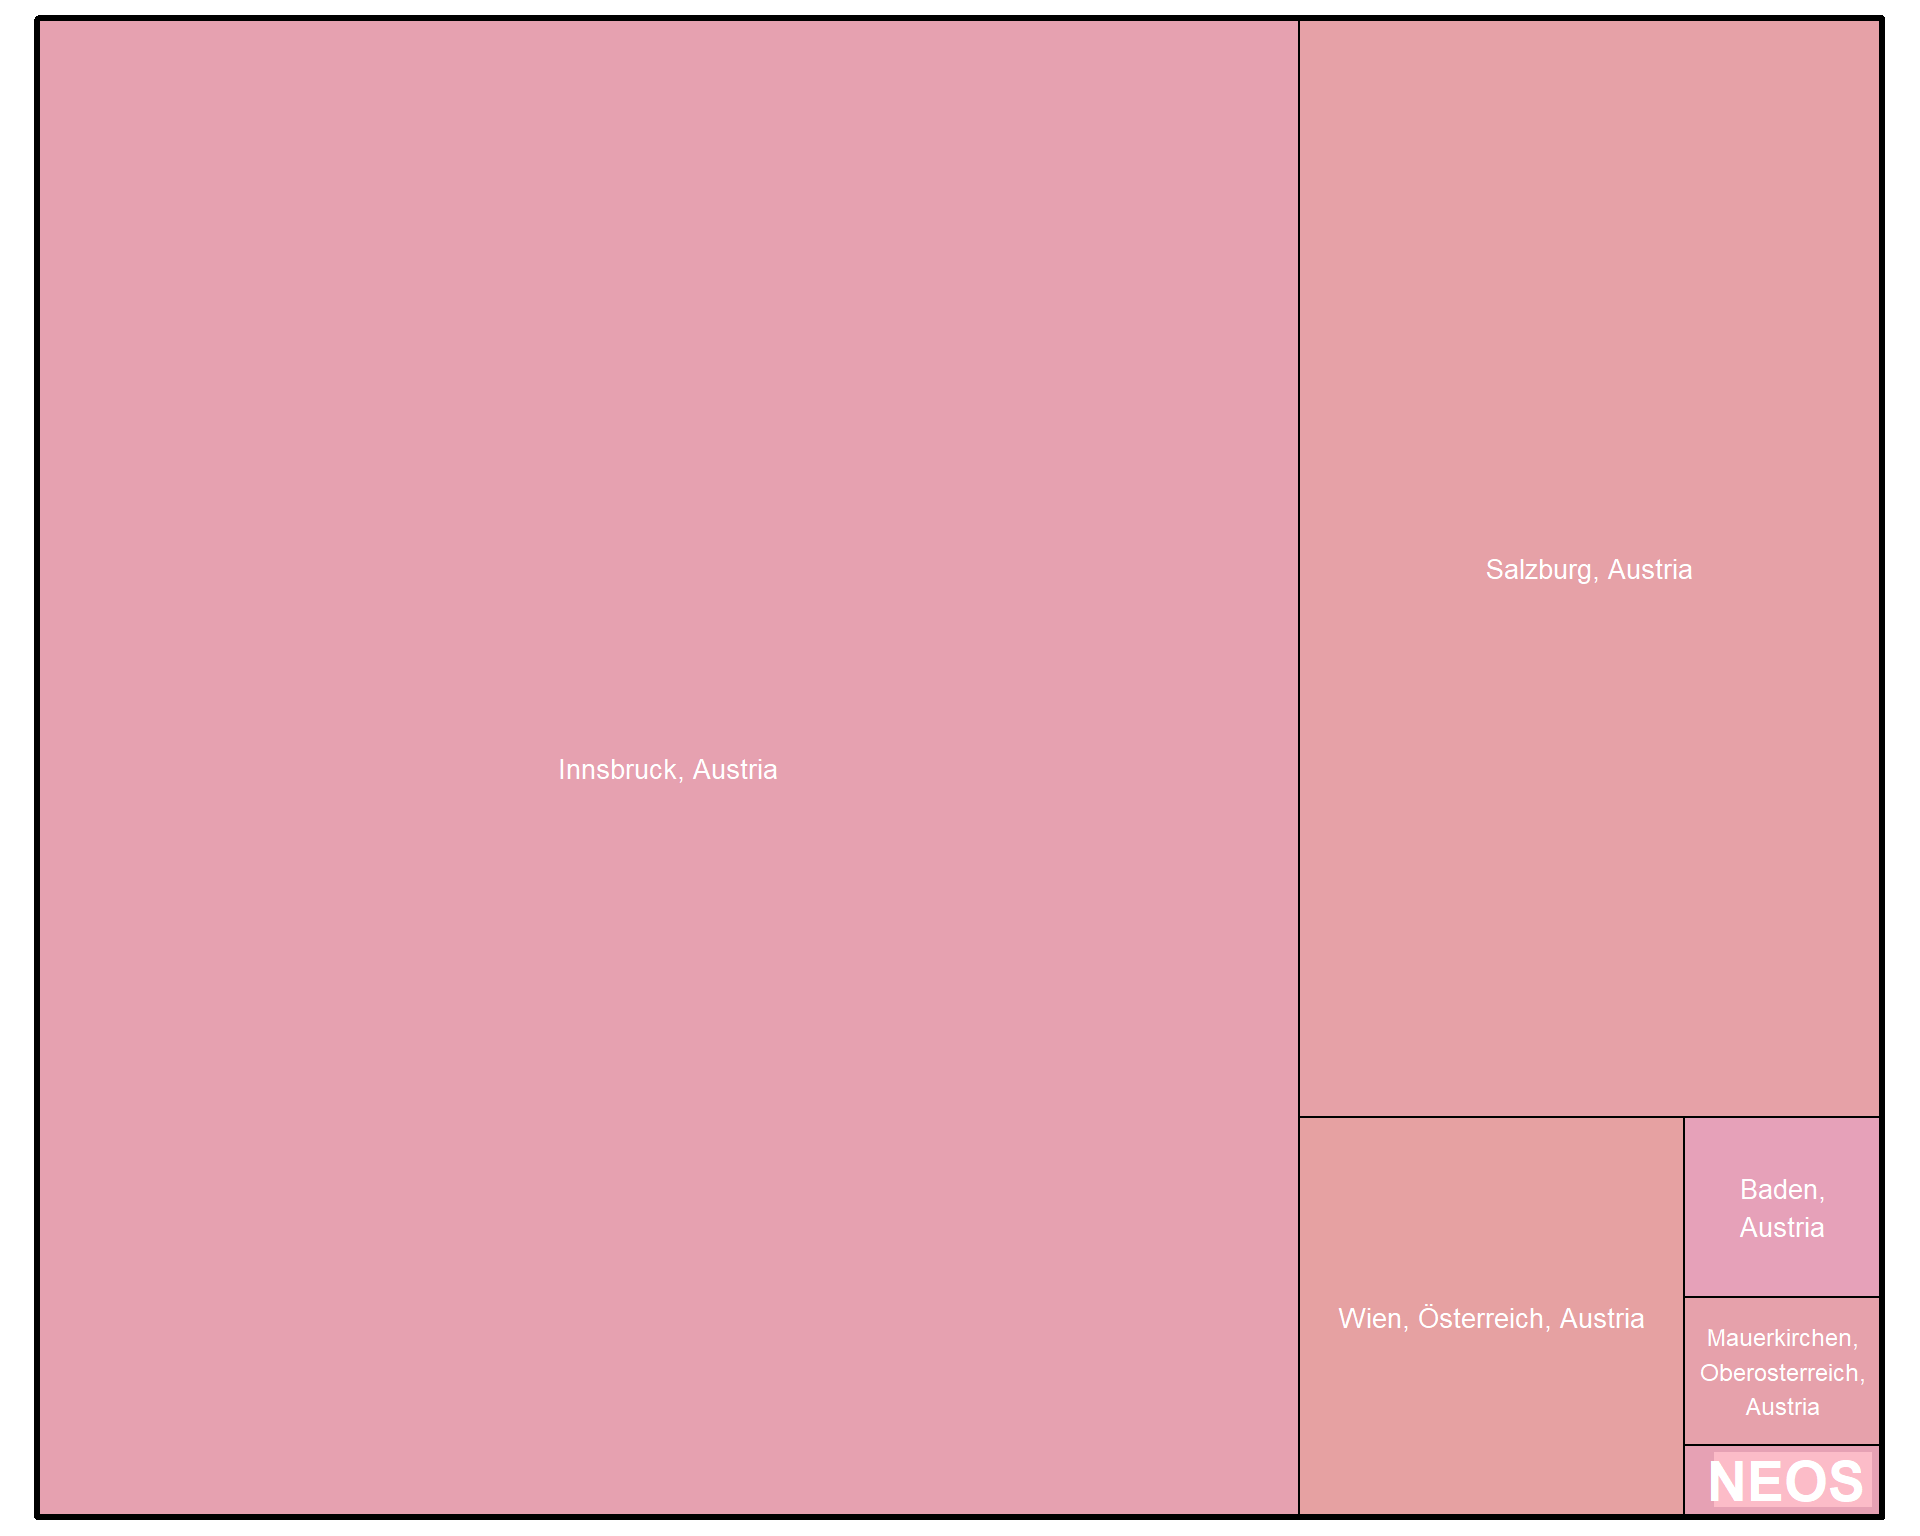 Salzburg, Austria
Innsbruck, Austria
Baden,
Austria
Wien, Österreich, Austria
Mauerkirchen,
Oberosterreich,
Austria
NEOS